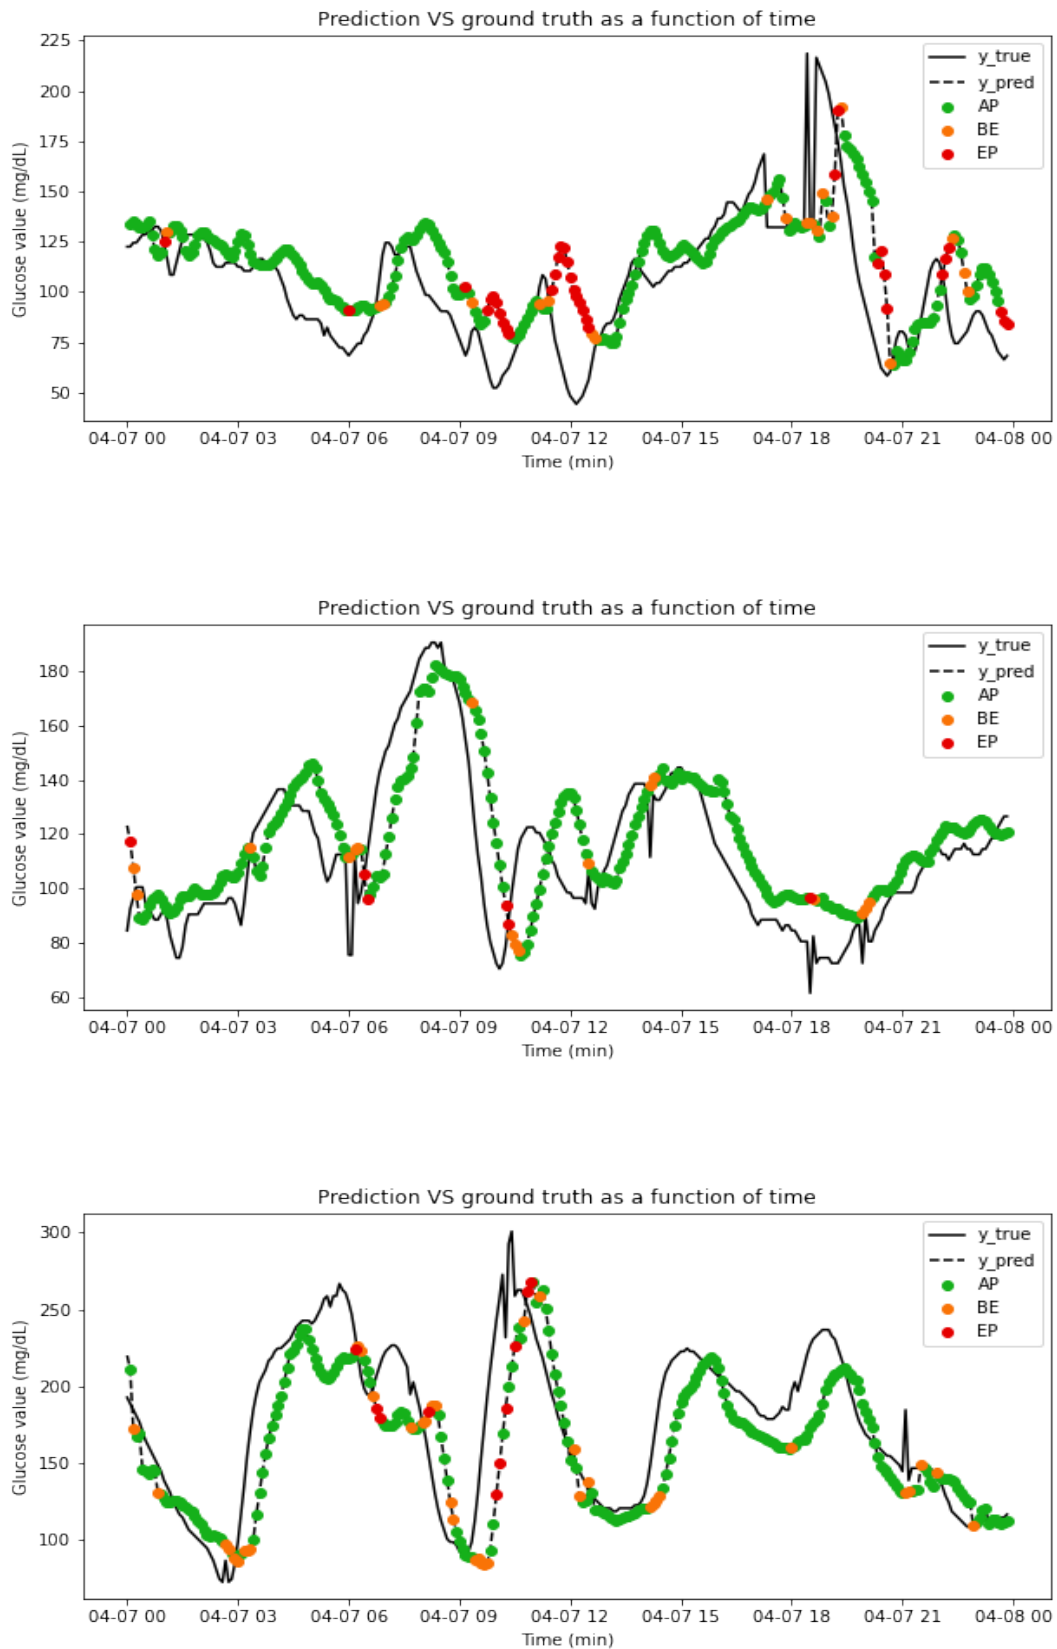 Prediction VS ground truth as a function of time
225
200
175
150
125
100
75
50
Glucose value (mg/dL)
y_true
y_pred
AP
BE
EP
04-07 00 04-07 03 04-07 06 04-07 09 04-07 12 04-07 15 04-07 18 04-07 21 04-08 00
Time (min)
Prediction VS ground truth as a function of time
180
160
140
120
100
80
60
Glucose value (mg/dL)
y_true
y_pred
AP
BE
EP
04-07 00 04-07 03 04-07 06 04-07 09 04-07 12 04-07 15 04-07 18 04-07 21 04-08 00
Time (min)
Prediction VS ground truth as a function of time
300
250
200
150
100
Glucose value (mg/dL)
y_true
y_pred
AP
BE
EP
04-07 00 04-07 03 04-07 06 04-07 09 04-07 12 04-07 15 04-07 18 04-07 21 04-08 00
Time (min)